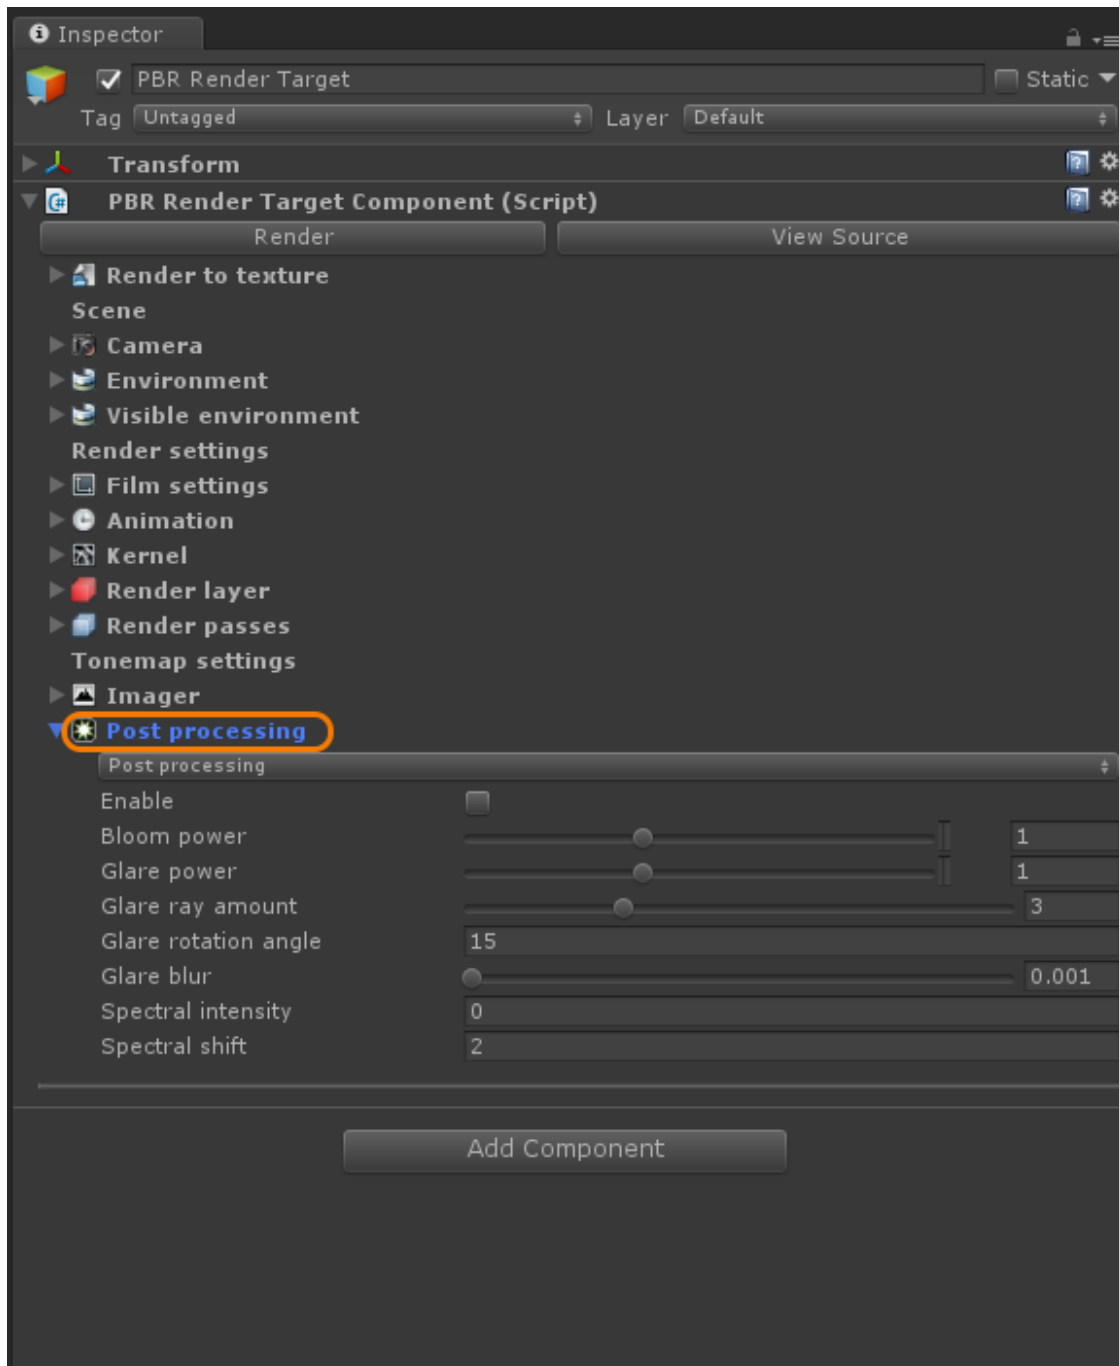 Inspector
PBR Render Target Static
Tag Untagged Layer Default
Transform
PBR Render Target Component (Script)
Render View Source
Render to texture
Scene
Camera
Environment
Visible environment
Render settings
Film settings
Animation
Kernel
Render layer
Render passes
Tonemap settings
Imager
Post processing
Post processing
Enable
Bloom power 1
Glare power 1
Glare ray amount 3
Glare rotation angle 15
Glare blur 0.001
Spectral intensity 0
Spectral shift 2
Add Component